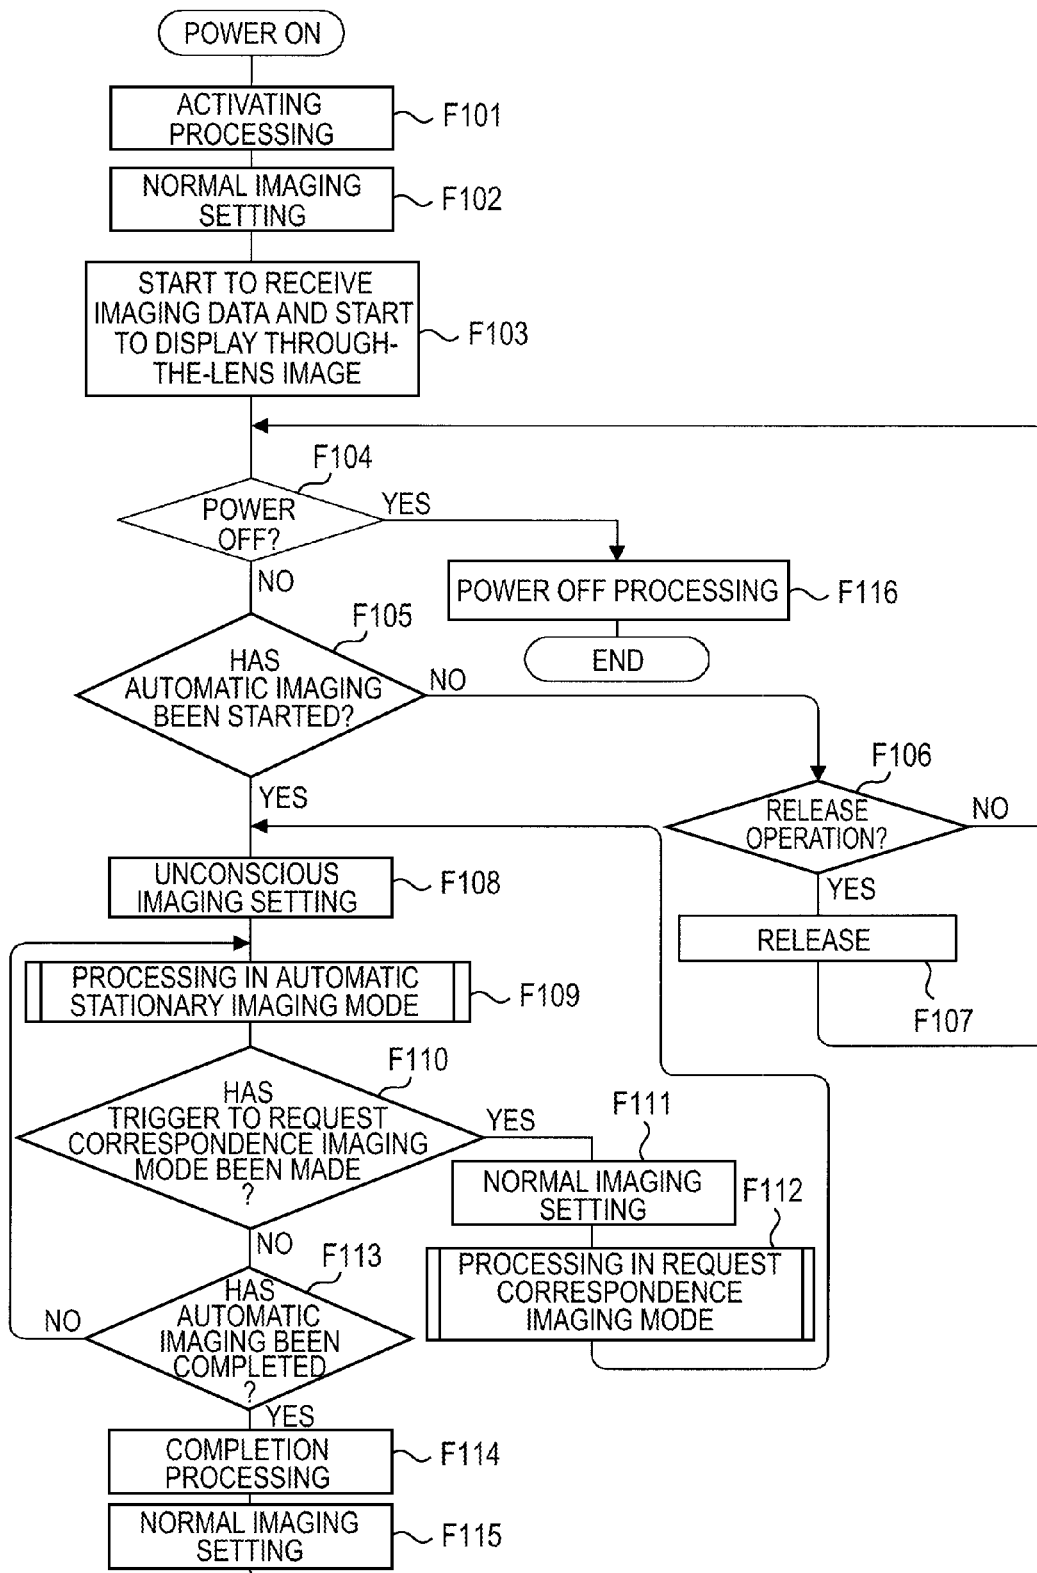 POWER ON
ACTIVATING
PROCESSING
F101
NORMAL IMAGING
SETTING
F102
START TO RECEIVE
IMAGING DATA AND START
TO DISPLAY THROUGH-
THE-LENS IMAGE
F103
F104
POWER
OFF?
YES
NO
POWER OFF PROCESSING
F116
END
F105
HAS
AUTOMATIC IMAGING
BEEN STARTED?
NO
YES
F106
RELEASE
OPERATION?
NO
YES
RELEASE
F107
UNCONSCIOUS
IMAGING SETTING
F108
PROCESSING IN AUTOMATIC
STATIONARY IMAGING MODE
F109
F110
HAS
TRIGGER TO REQUEST
CORRESPONDENCE IMAGING
MODE BEEN MADE
?
YES
NO
F111
NORMAL IMAGING
SETTING
F112
PROCESSING IN REQUEST
CORRESPONDENCE
IMAGING MODE
F113
HAS
AUTOMATIC
IMAGING BEEN
COMPLETED
?
NO
YES
COMPLETION
PROCESSING
F114
NORMAL IMAGING
SETTING
F115